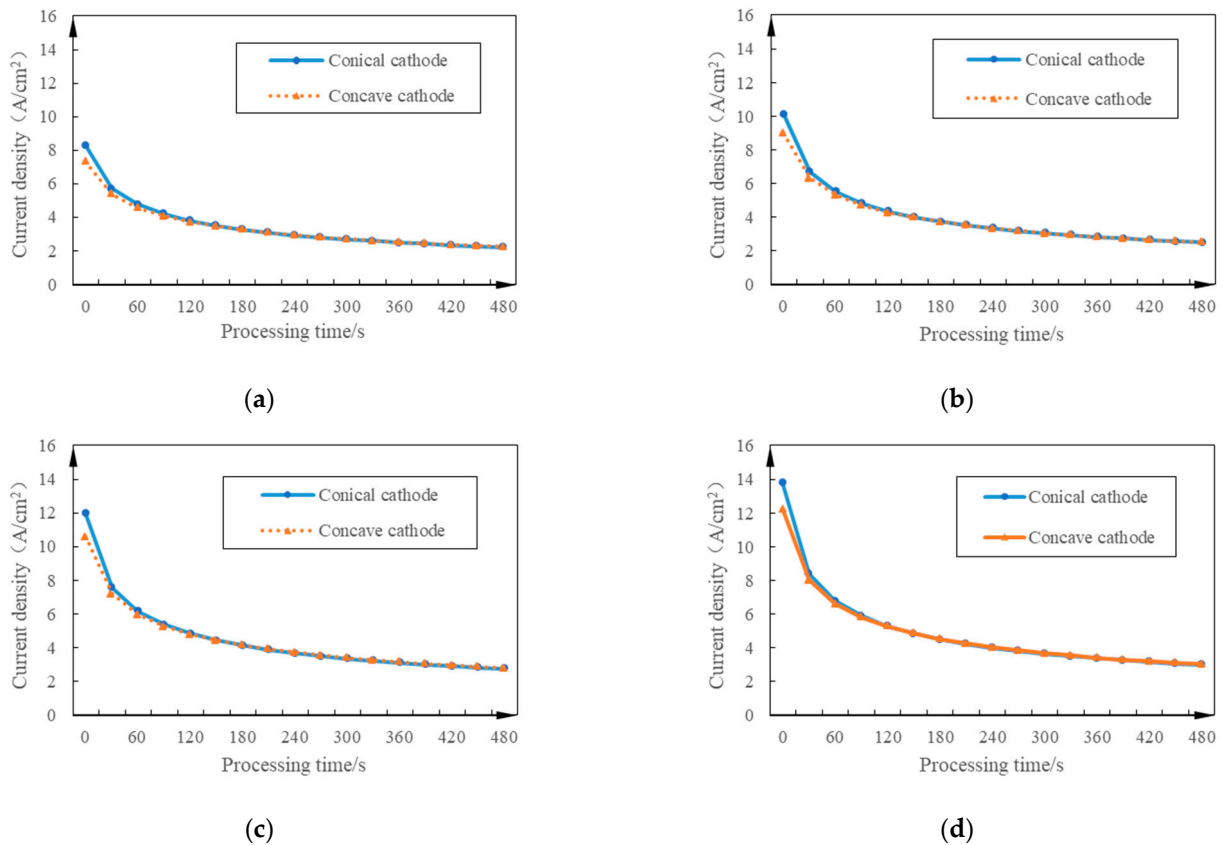 16
14
12
10
8
6
4
2
0
Current density（A/cm²）
Conical cathode
Concave cathode
0 60 120 180 240 300 360 420 480
Processing time/s
(a)
16
14
12
10
8
6
4
2
0
Current density（A/cm²）
Conical cathode
Concave cathode
0 60 120 180 240 300 360 420 480
Processing time/s
(b)
16
14
12
10
8
6
4
2
0
Current density（A/cm²）
Conical cathode
Concave cathode
0 60 120 180 240 300 360 420 480
Processing time/s
(c)
16
14
12
10
8
6
4
2
0
Current density（A/cm²）
Conical cathode
Concave cathode
0 60 120 180 240 300 360 420 480
Processing time/s
(d)